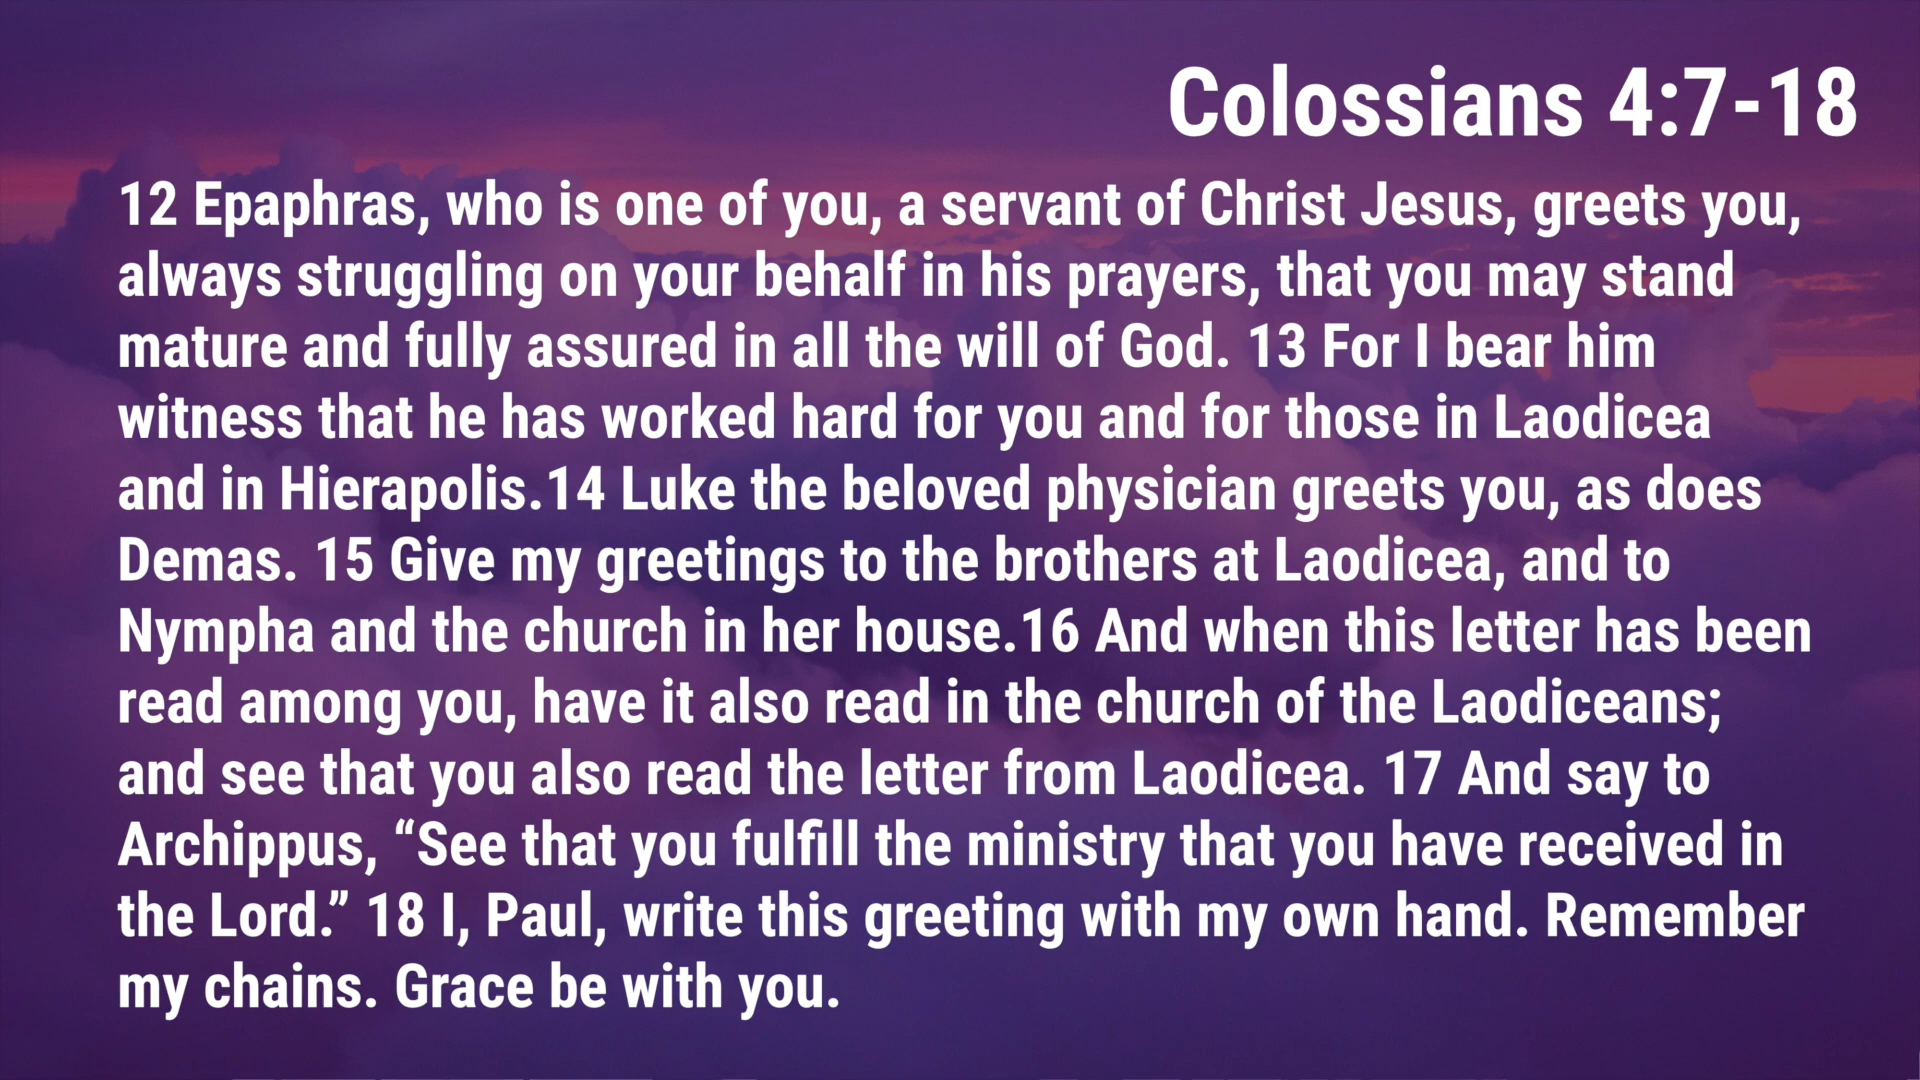 Colossians 4:7-18
12 Epaphras, who is one of you, a servant of Christ Jesus, greets you,
always struggling on your behalf in his prayers, that you may stand
mature and fully assured in all the will of God. 13 For I bear him
witness that he has worked hard for you and for those in Laodicea
and in Hierapolis.14 Luke the beloved physician greets you, as does
Demas. 15 Give my greetings to the brothers at Laodicea, and to
Nympha and the church in her house.16 And when this letter has been
read among you, have it also read in the church of the Laodiceans;
and see that you also read the letter from Laodicea. 17 And say to
Archippus, “See that you fulfill the ministry that you have received in
the Lord.” 18 I, Paul, write this greeting with my own hand. Remember
my chains. Grace be with you.